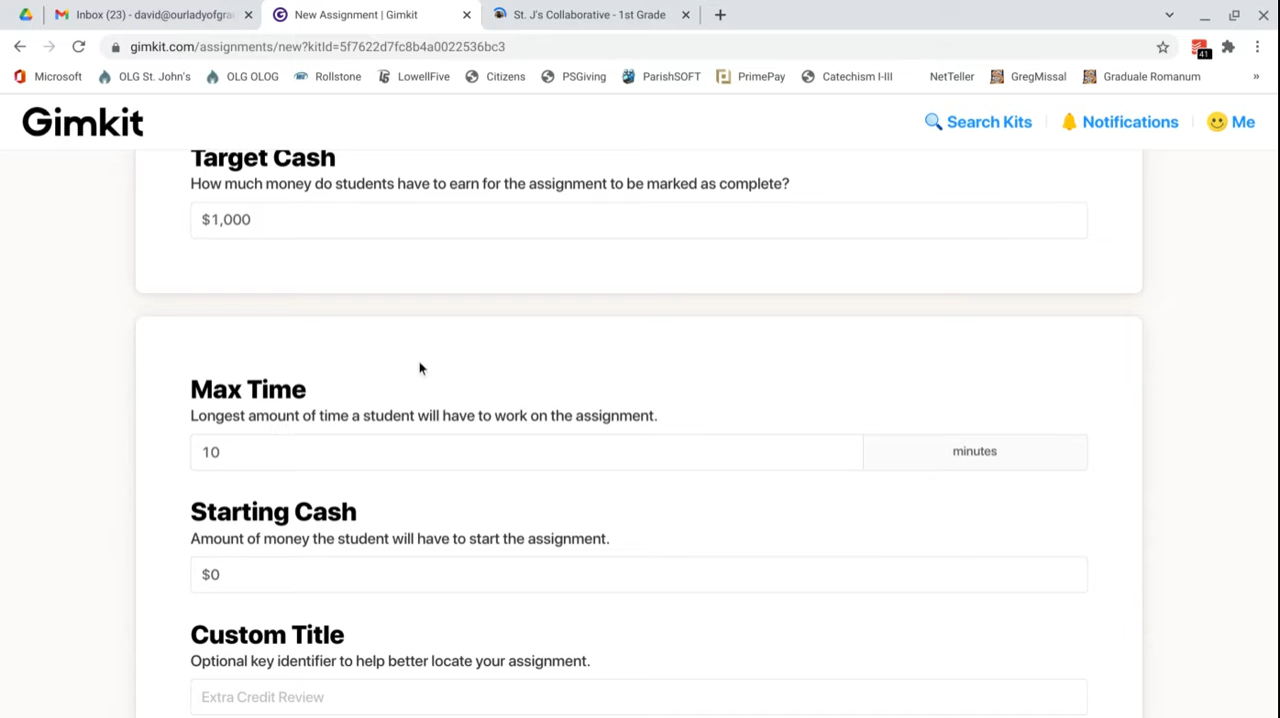 Inbox (23) - david@ourladyofgra
New Assignment | Gimkit
St. J's Collaborative - 1st Grade
gimkit.com/assignments/new?kitId=5f7622d7fc8b4a0022536bc3
41
Microsoft
OLG St. John's
OLG OLOG
Rollstone
LowellFive
Citizens
PSGiving
ParishSOFT
PrimePay
Catechism I-III
NetTeller
GregMissal
Graduale Romanum
»
Gimkit
Search Kits
Notifications
Me
Target Cash
How much money do students have to earn for the assignment to be marked as complete?
$1,000
Max Time
Longest amount of time a student will have to work on the assignment.
10
minutes
Starting Cash
Amount of money the student will have to start the assignment.
$0
Custom Title
Optional key identifier to help better locate your assignment.
Extra Credit Review